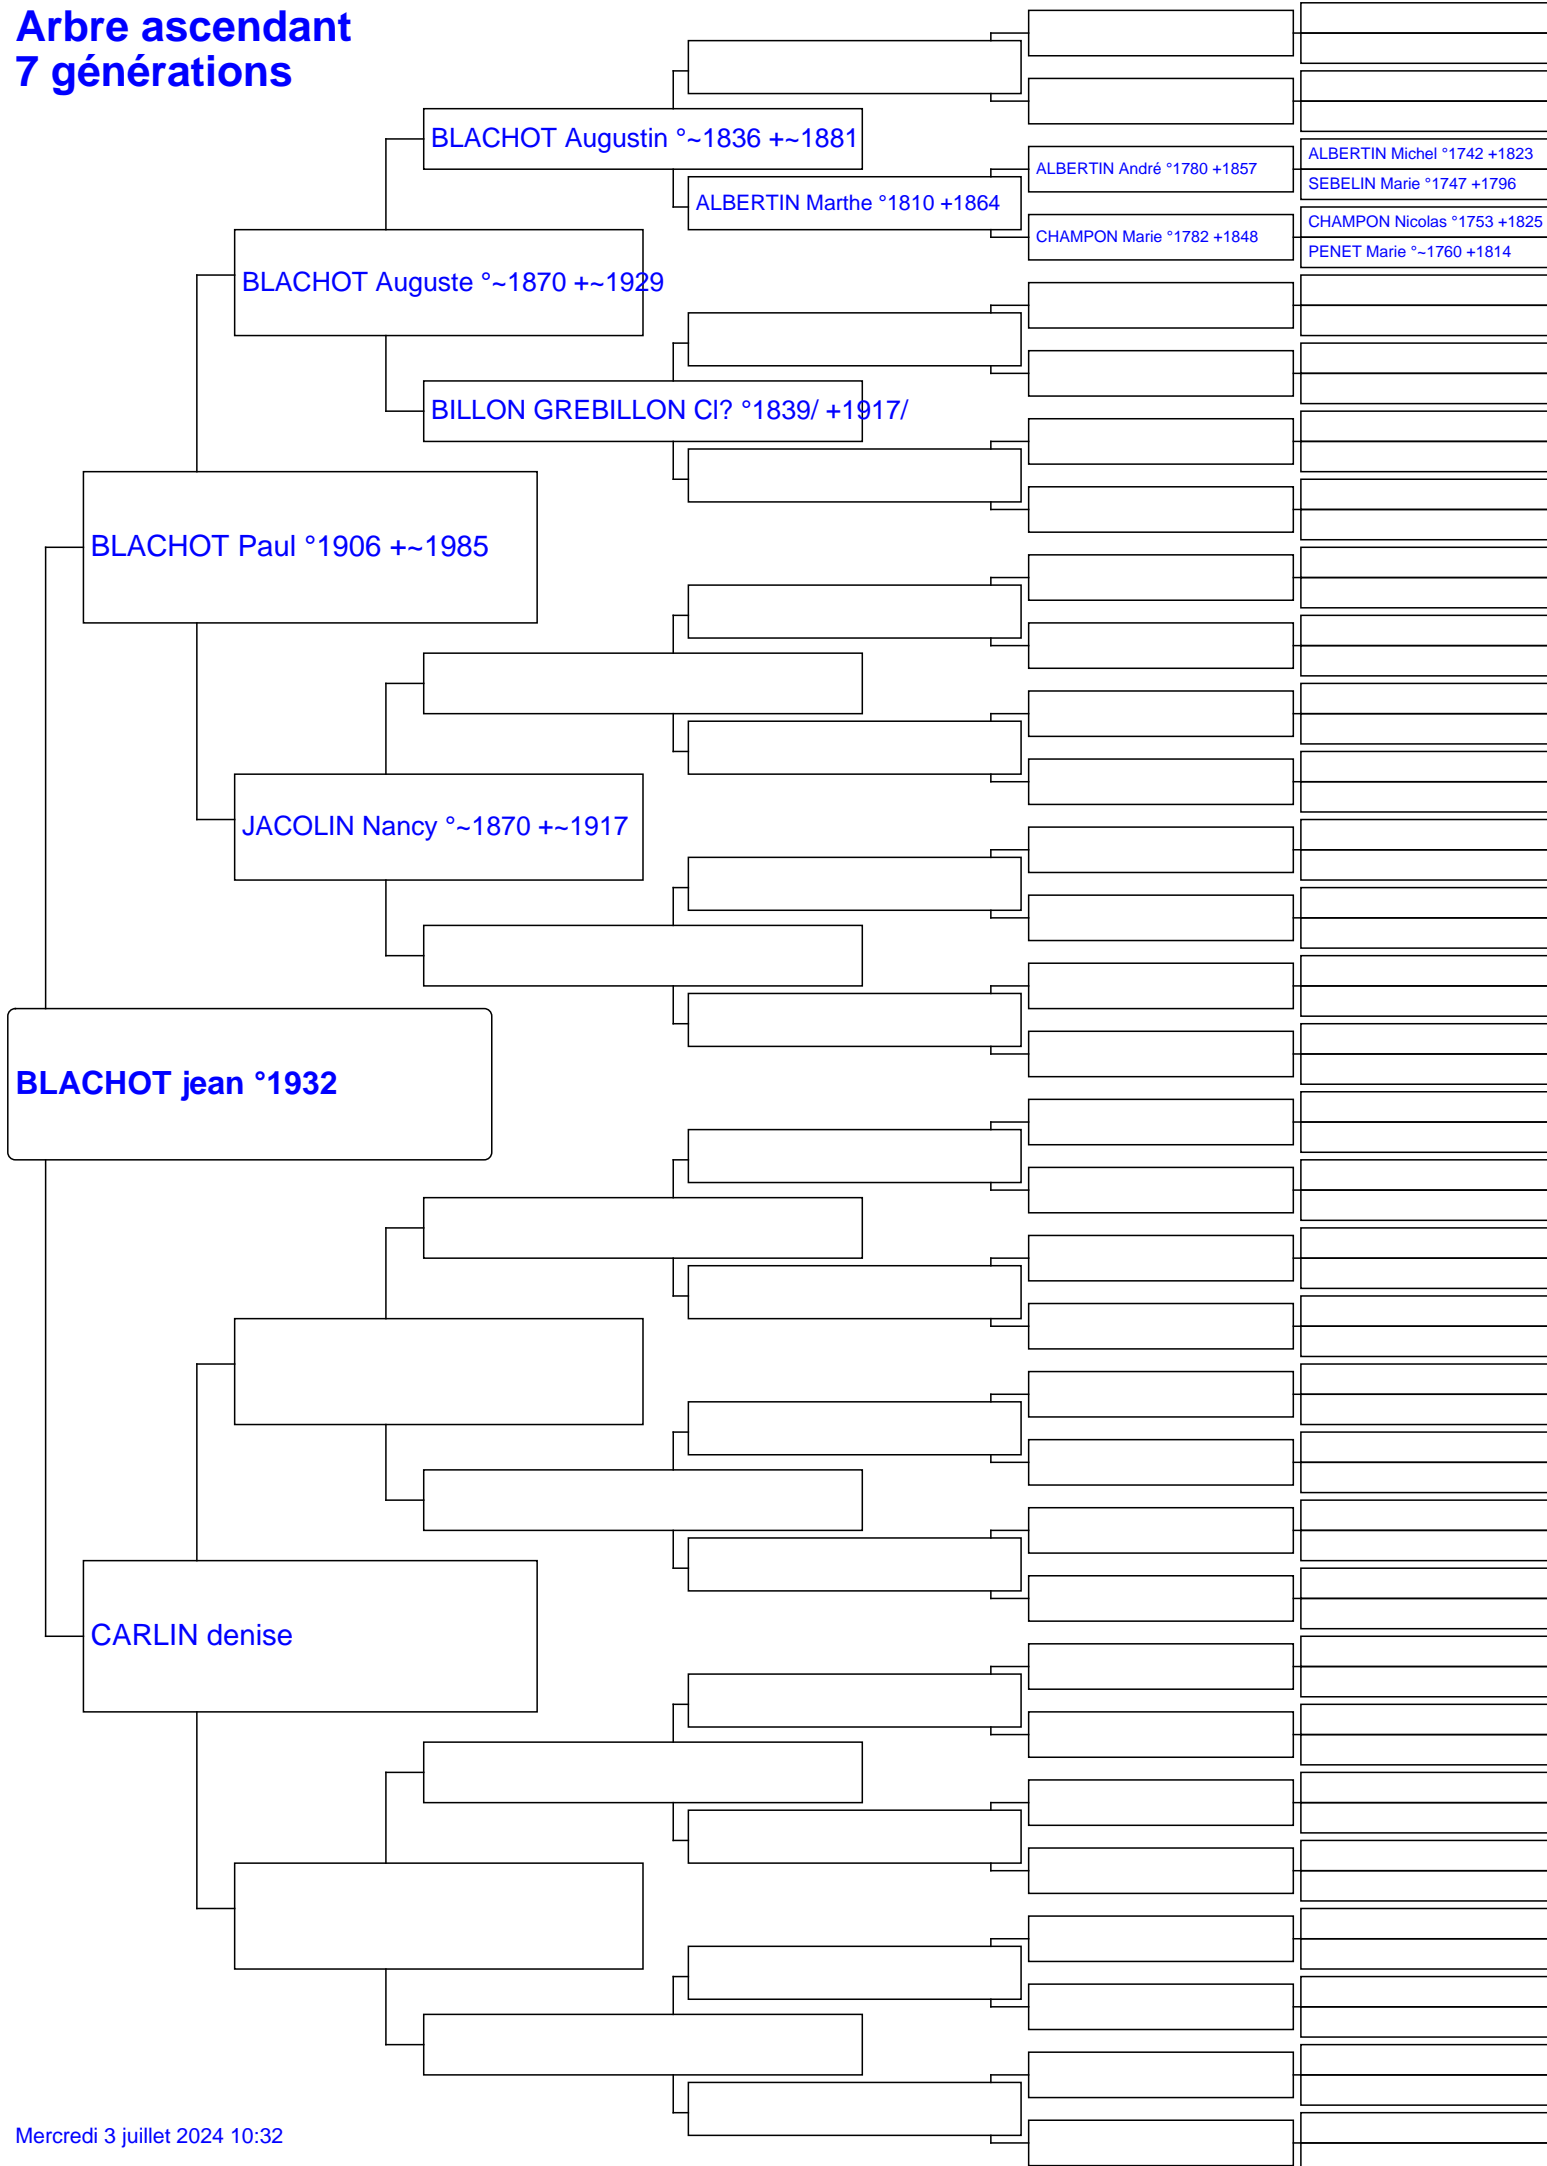 Arbre ascendant
7 générations
BLACHOT Augustin °~1836 +~1881
ALBERTIN André °1780 +1857
ALBERTIN Michel °1742 +1823
SEBELIN Marie °1747 +1796
ALBERTIN Marthe °1810 +1864
CHAMPON Marie °1782 +1848
CHAMPON Nicolas °1753 +1825
PENET Marie °~1760 +1814
BLACHOT Auguste °~1870 +~1929
BILLON GREBILLON Cl? °1839/ +1917/
BLACHOT Paul °1906 +~1985
JACOLIN Nancy °~1870 +~1917
BLACHOT jean °1932
CARLIN denise
Mercredi 3 juillet 2024 10:32